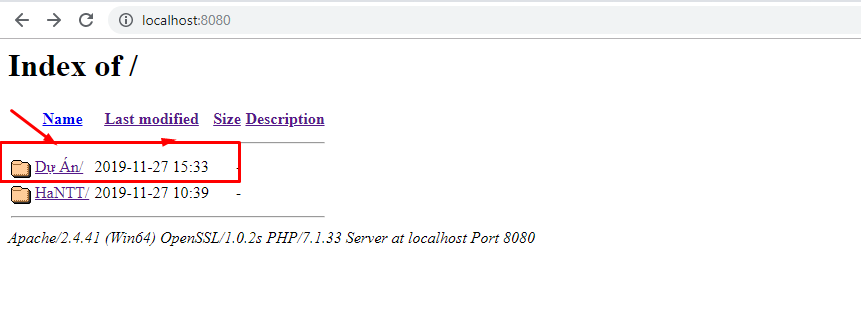 localhost:8080
Index of /
Name Last modified Size Description
Dự Án/ 2019-11-27 15:33 -
HaNTT/ 2019-11-27 10:39 -
Apache/2.4.41 (Win64) OpenSSL/1.0.2s PHP/7.1.33 Server at localhost Port 8080